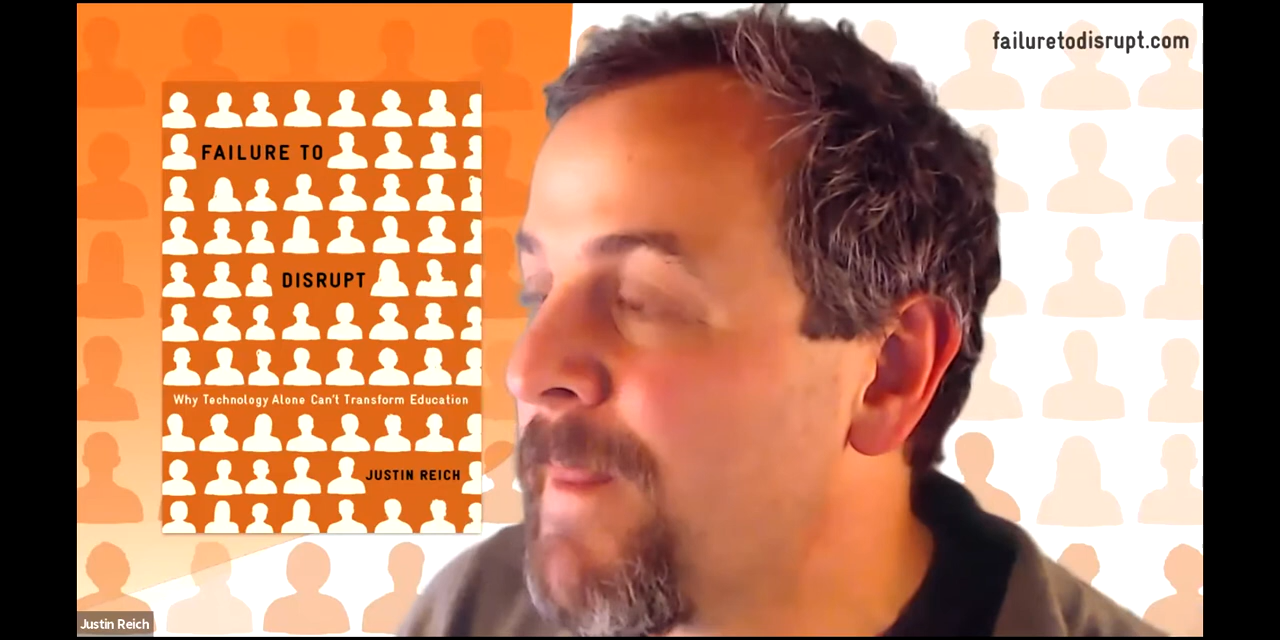 failuretodisrupt.com
FAILURE TO
DISRUPT
Why Technology Alone Can't Transform Education
JUSTIN REICH
Justin Reich